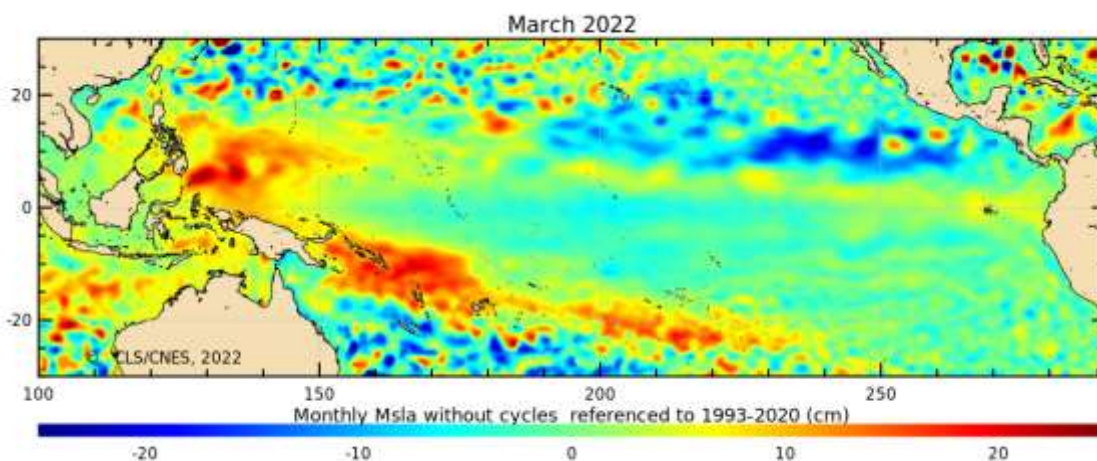 March 2022
20
0
-20
© CLS/CNES, 2022
100 150 200 250
Monthly Msla without cycles referenced to 1993-2020 (cm)
-20 -10 0 10 20